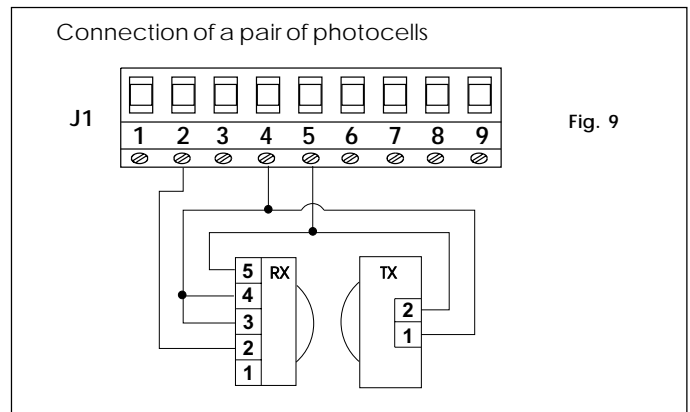 Connection of a pair of photocells
J1
1 2 3 4 5 6 7 8 9
Fig. 9
5 RX
4
3
2
1
TX
2
1